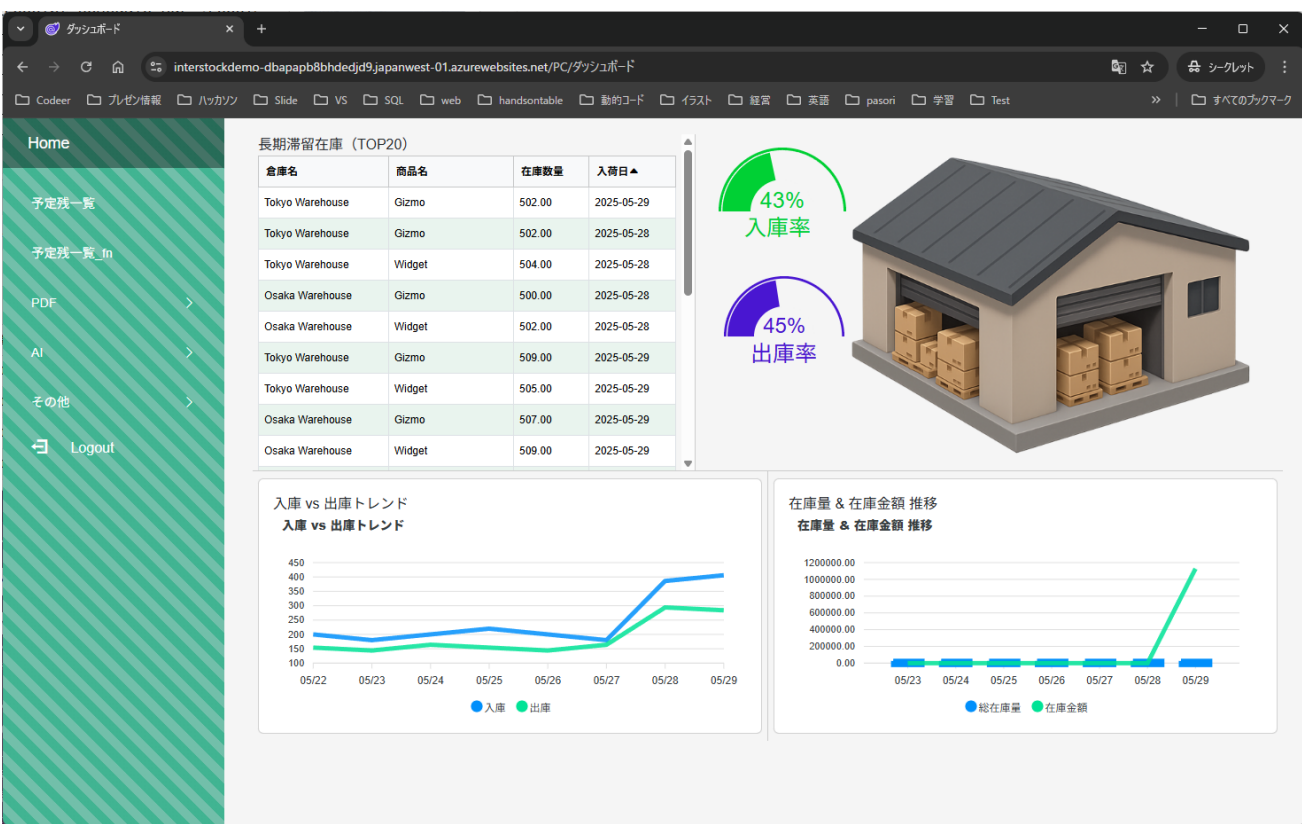 ダッシュボード
interstockdemo-dbapapb8bhdedjd9.japanwest-01.azurewebsites.net/PC/ダッシュボード
シークレット
Codeer プレゼン情報 ハッカソン Slide VS SQL web handsontable 動的コード イラスト 経営 英語 pasori 学習 Test » すべてのブックマーク
Home
予定残一覧
予定残一覧_fn
PDF
AI
その他
Logout
長期滞留在庫（TOP20）
倉庫名 商品名 在庫数量 入荷日▲
Tokyo Warehouse Gizmo 502.00 2025-05-29
Tokyo Warehouse Gizmo 502.00 2025-05-28
Tokyo Warehouse Widget 504.00 2025-05-28
Osaka Warehouse Gizmo 500.00 2025-05-28
Osaka Warehouse Widget 502.00 2025-05-28
Tokyo Warehouse Gizmo 509.00 2025-05-29
Tokyo Warehouse Widget 505.00 2025-05-29
Osaka Warehouse Gizmo 507.00 2025-05-29
Osaka Warehouse Widget 509.00 2025-05-29
43%
入庫率
45%
出庫率
入庫 vs 出庫トレンド
入庫 vs 出庫トレンド
450
400
350
300
250
200
150
100
05/22 05/23 05/24 05/25 05/26 05/27 05/28 05/29
入庫 出庫
在庫量 & 在庫金額 推移
在庫量 & 在庫金額 推移
1200000.00
1000000.00
800000.00
600000.00
400000.00
200000.00
0.00
05/23 05/24 05/25 05/26 05/27 05/28 05/29
総在庫量 在庫金額